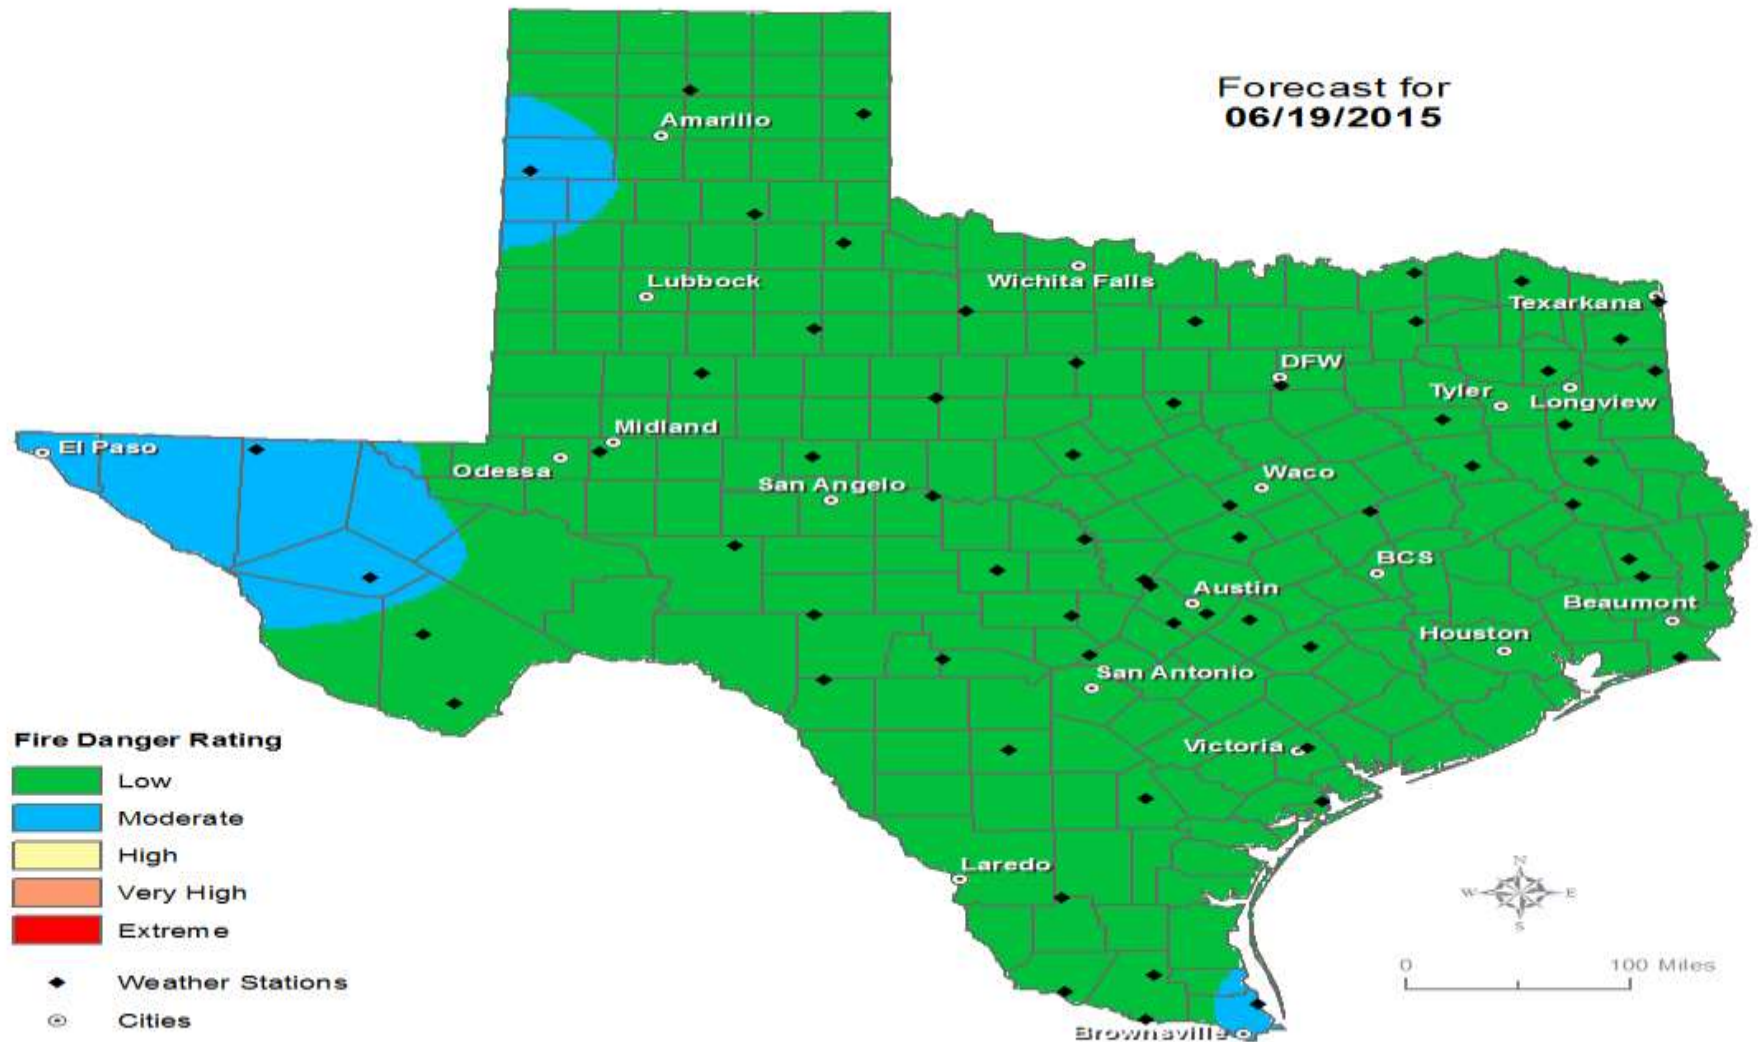 Forecast for
06/19/2015
Amarillo
Lubbock
Wichita Falls
Texarkana
DFW
Tyler
Longview
Midland
El Paso
Odessa
San Angelo
Waco
BCS
Austin
Beaumont
Houston
San Antonio
Victoria
Laredo
Brownsville
Fire Danger Rating
Low
Moderate
High
Very High
Extreme
Weather Stations
Cities
N
W E
S
0 100 Miles